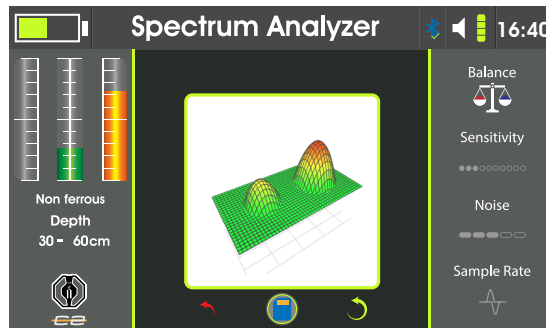 Spectrum Analyzer
16:40
Balance
Sensitivity
Noise
Sample Rate
Non ferrous
Depth
30 - 60cm